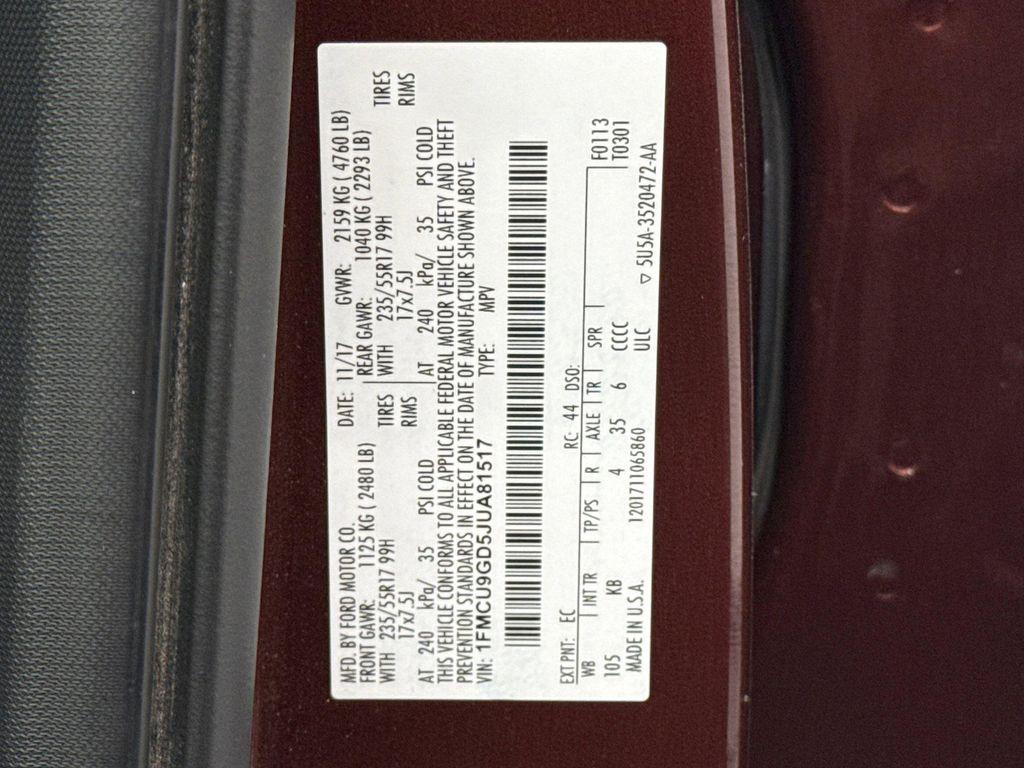 MFD. BY FORD MOTOR CO. DATE: 11/17 GVWR: 2159 KG ( 4760 LB)
FRONT GAWR: 1125 KG ( 2480 LB) REAR GAWR: 1040 KG ( 2293 LB)
WITH 235/55R17 99H TIRES WITH 235/55R17 99H TIRES
17x7.5J RIMS 17x7.5J RIMS
AT 240 kPa/ 35 PSI COLD AT 240 kPa/ 35 PSI COLD
THIS VEHICLE CONFORMS TO ALL APPLICABLE FEDERAL MOTOR VEHICLE SAFETY AND THEFT
PREVENTION STANDARDS IN EFFECT ON THE DATE OF MANUFACTURE SHOWN ABOVE.
VIN: 1FMCU9GD5JUA81517 TYPE: MPV
EXT PNT: EC RC: 44 DSO: F0113
WB | INTR | TP/PS | R | AXLE | TR | SPR | T0301
105 KB 4 35 6 CCCC
MADE IN U.S.A. 1201711065860 ULC
▽ 5U5A-3520472-AA